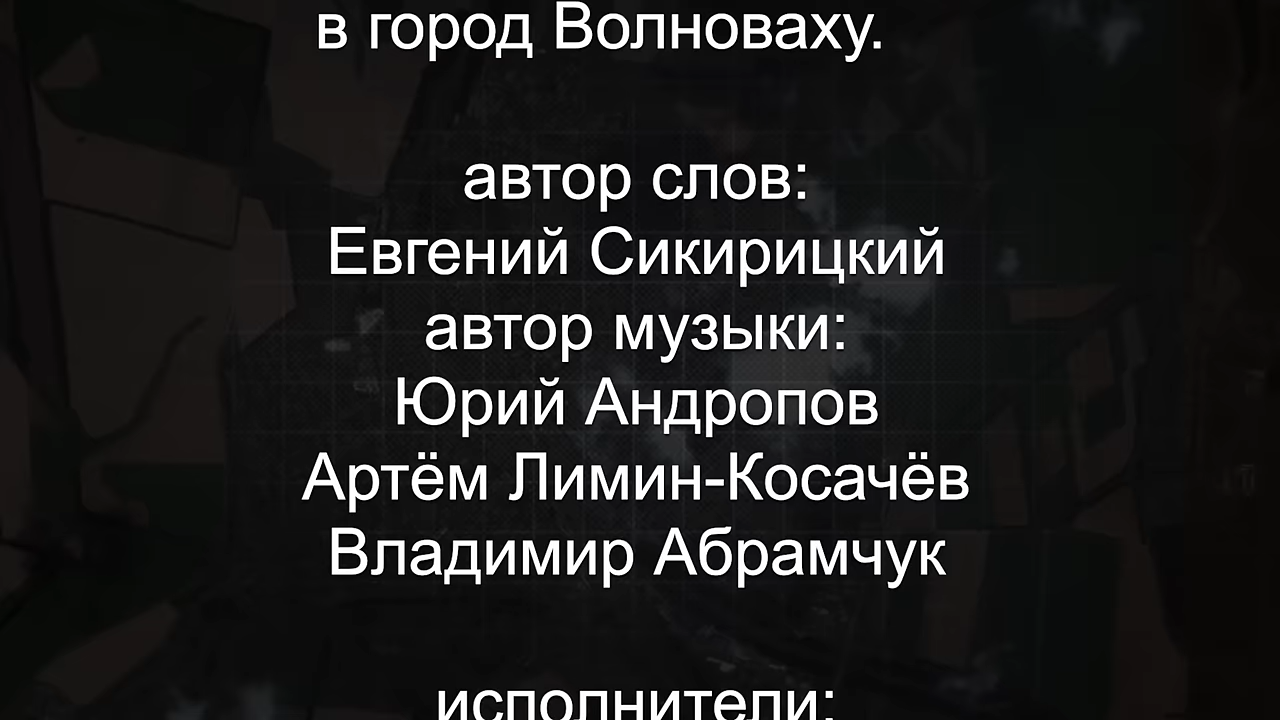 в город Волноваху.
автор слов:
Евгений Сикирицкий
автор музыки:
Юрий Андропов
Артём Лимин-Косачёв
Владимир Абрамчук
исполнители: